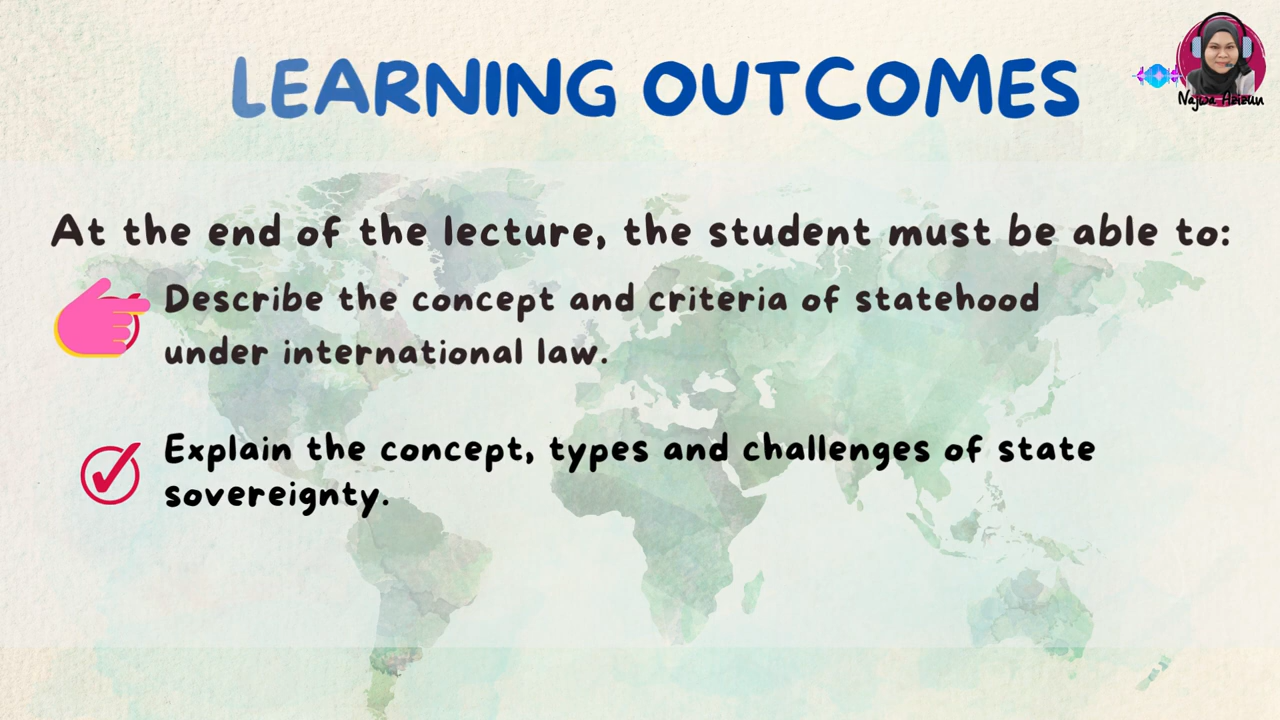 LEARNING OUTCOMES
Najwa Azizun
At the end of the lecture, the student must be able to:
Describe the concept and criteria of statehood
under international law.
Explain the concept, types and challenges of state
sovereignty.